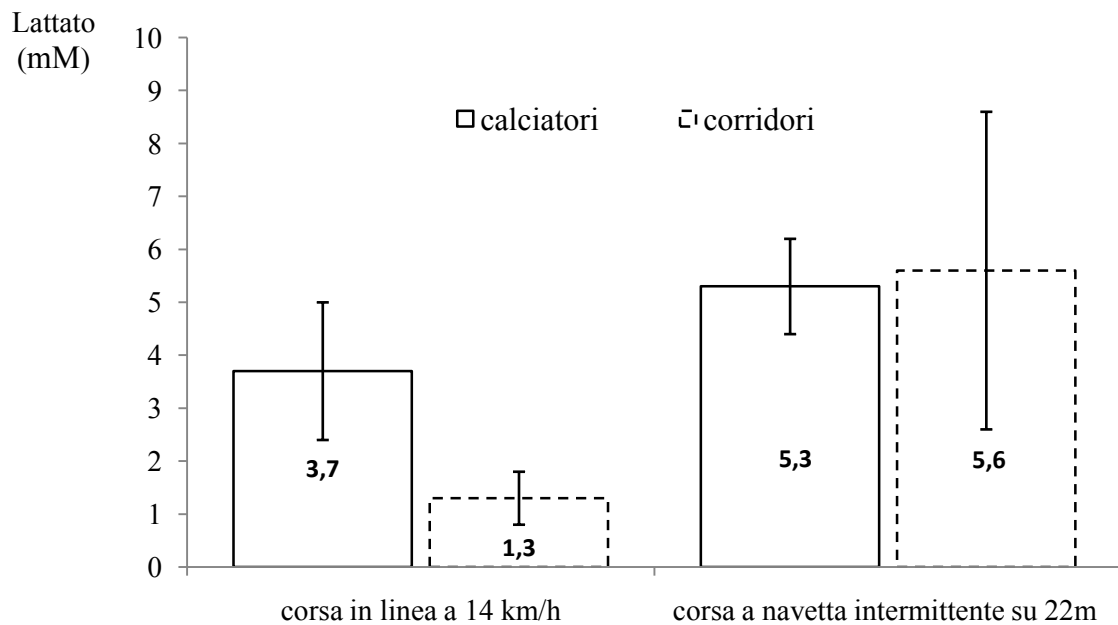 Lattato
(mM)
10
9
8
7
6
5
4
3
2
1
0
calciatori
corridori
3,7
1,3
5,3
5,6
corsa in linea a 14 km/h
corsa a navetta intermittente su 22m